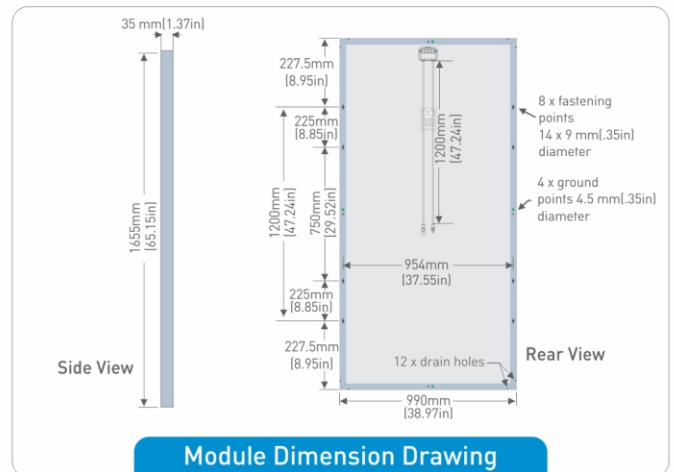 35 mm(1.37in)
1655mm
(65.15in)
Side View
227.5mm
(8.95in)
225mm
(8.85in)
1200mm
(47.24in)
750mm
(29.52in)
225mm
(8.85in)
227.5mm
(8.95in)
1200mm
(47.24in)
954mm
(37.55in)
12 x drain holes
990mm
(38.97in)
8 x fastening
points
14 x 9 mm(.35in)
diameter
4 x ground
points 4.5 mm(.35in)
diameter
Rear View
Module Dimension Drawing